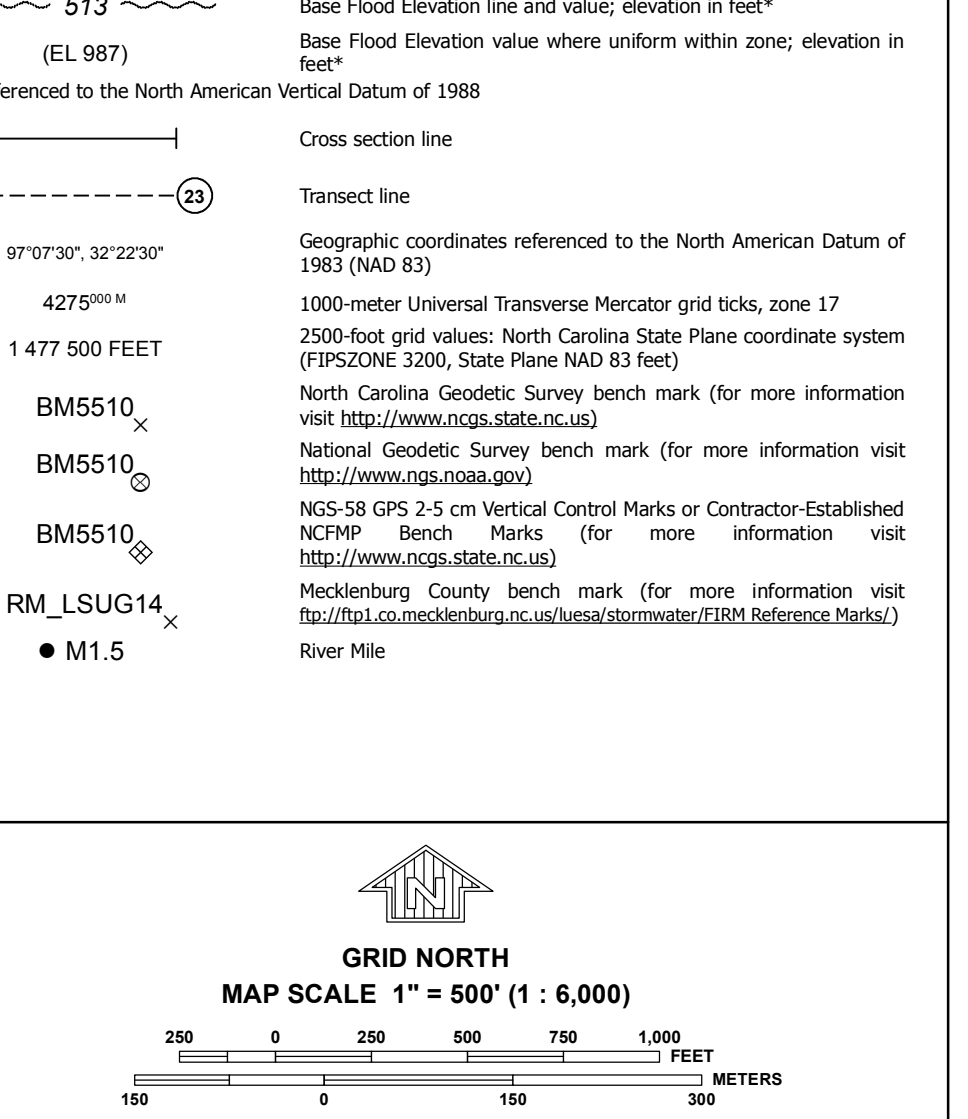 513
Base Flood Elevation line and value; elevation in feet*
(EL 987)
Base Flood Elevation value where uniform within zone; elevation in
feet*
erenced to the North American Vertical Datum of 1988
Cross section line
23
Transect line
97°07'30", 32°22'30"
Geographic coordinates referenced to the North American Datum of
1983 (NAD 83)
4275⁰⁰⁰ ᴹ
1000-meter Universal Transverse Mercator grid ticks, zone 17
1 477 500 FEET
2500-foot grid values: North Carolina State Plane coordinate system
(FIPSZONE 3200, State Plane NAD 83 feet)
BM5510
North Carolina Geodetic Survey bench mark (for more information
visit http://www.ncgs.state.nc.us)
BM5510
National Geodetic Survey bench mark (for more information visit
http://www.ngs.noaa.gov)
BM5510
NGS-58 GPS 2-5 cm Vertical Control Marks or Contractor-Established
NCFMP Bench Marks (for more information visit
http://www.ncgs.state.nc.us)
RM_LSUG14
Mecklenburg County bench mark (for more information visit
ftp://ftp1.co.mecklenburg.nc.us/luesa/stormwater/FIRM Reference Marks/)
● M1.5
River Mile
N
GRID NORTH
MAP SCALE 1" = 500' (1 : 6,000)
250 0 250 500 750 1,000
FEET
METERS
150 0 150 300